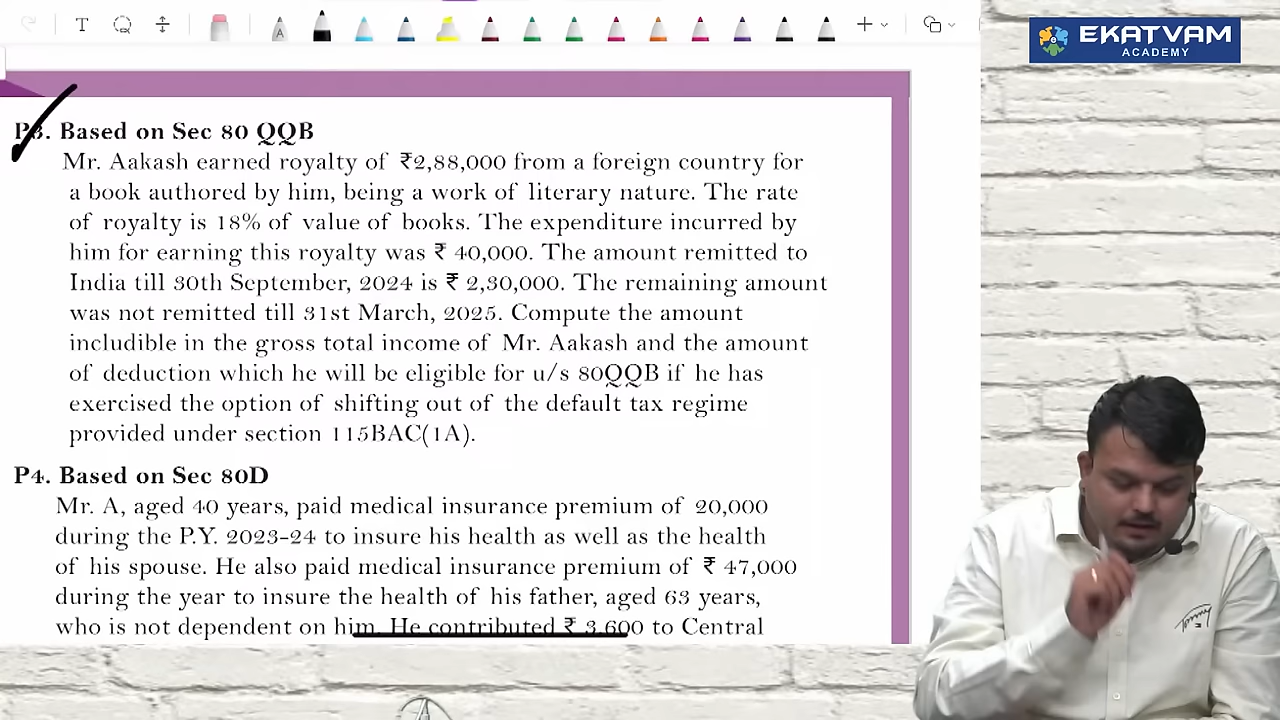 T
A
EKATVAM
ACADEMY
P3. Based on Sec 80 QQB
Mr. Aakash earned royalty of ₹2,88,000 from a foreign country for
a book authored by him, being a work of literary nature. The rate
of royalty is 18% of value of books. The expenditure incurred by
him for earning this royalty was ₹ 40,000. The amount remitted to
India till 30th September, 2024 is ₹ 2,30,000. The remaining amount
was not remitted till 31st March, 2025. Compute the amount
includible in the gross total income of Mr. Aakash and the amount
of deduction which he will be eligible for u/s 80QQB if he has
exercised the option of shifting out of the default tax regime
provided under section 115BAC(1A).
P4. Based on Sec 80D
Mr. A, aged 40 years, paid medical insurance premium of 20,000
during the P.Y. 2023-24 to insure his health as well as the health
of his spouse. He also paid medical insurance premium of ₹ 47,000
during the year to insure the health of his father, aged 63 years,
who is not dependent on him. He contributed ₹ 3,600 to Central